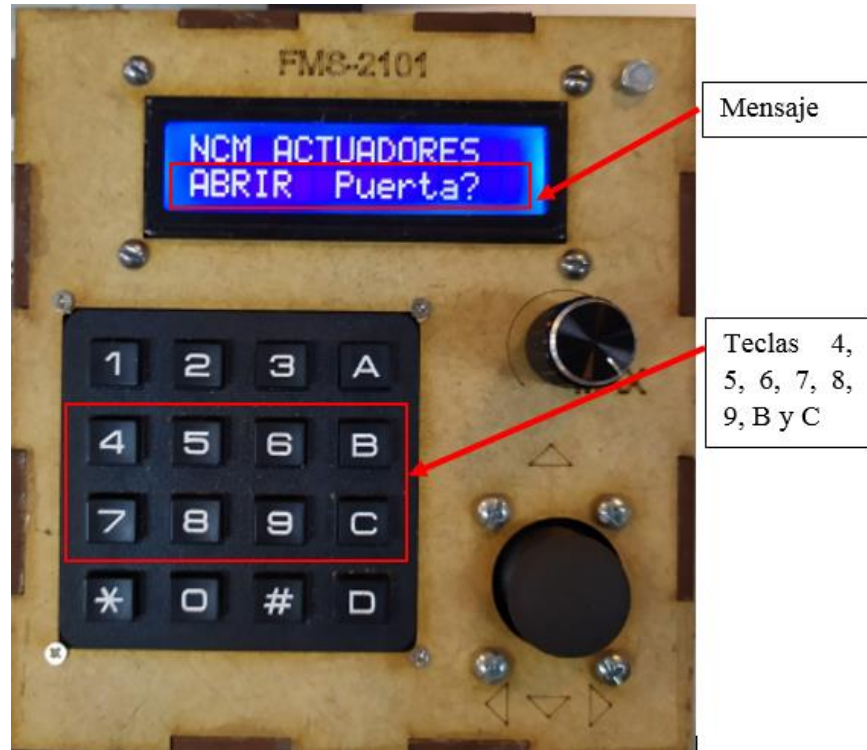 FMS-2101
NCM ACTUADORES
ABRIR Puerta?
Mensaje
1 2 3 A
4 5 6 B
7 8 9 C
* 0 # D
Teclas 4,
5, 6, 7, 8,
9, B y C